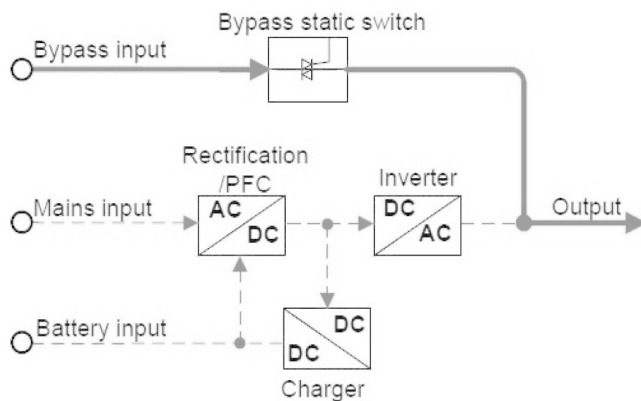 Bypass static switch
Bypass input
Rectification
/PFC
Inverter
Mains input
AC
DC
DC
AC
Output
Battery input
DC
DC
Charger